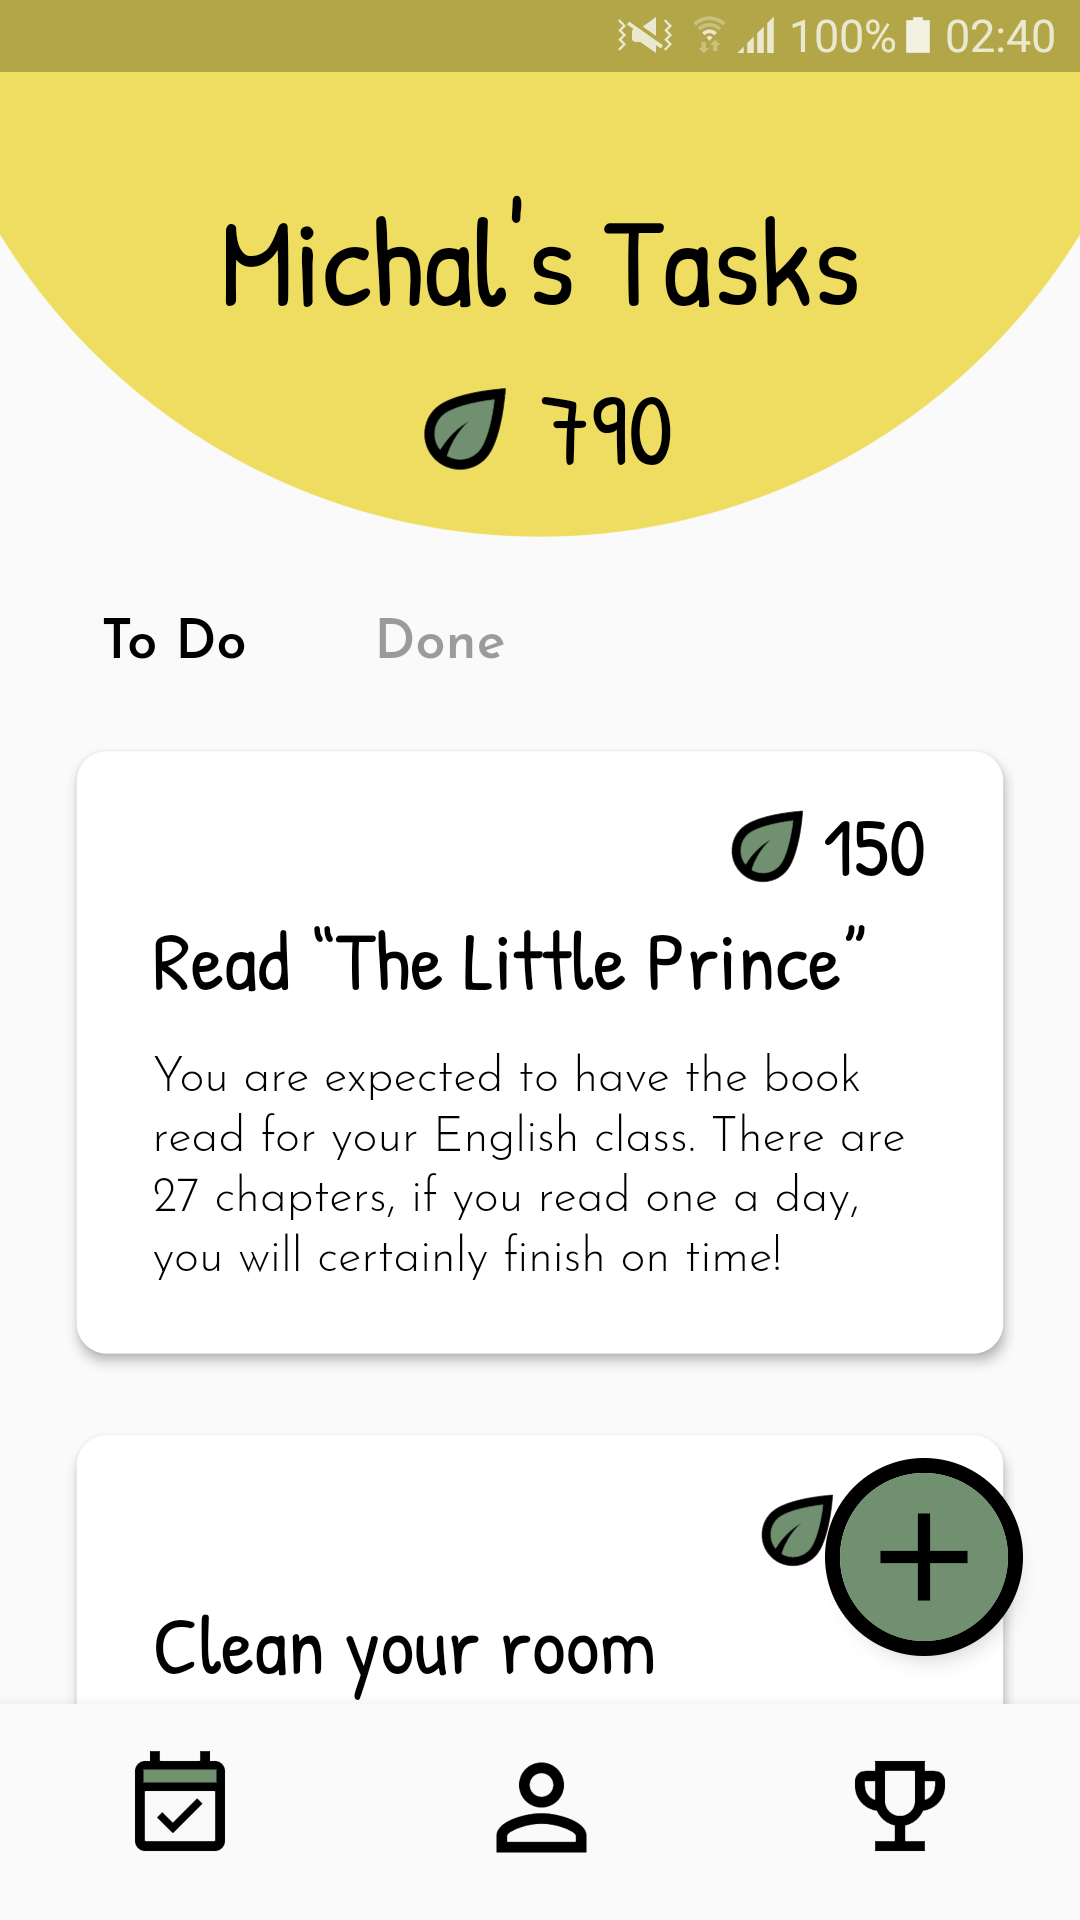 100% 02:40
Michal's Tasks
790
To Do Done
150
Read “The Little Prince”
You are expected to have the book
read for your English class. There are
27 chapters, if you read one a day,
you will certainly finish on time!
Clean your room